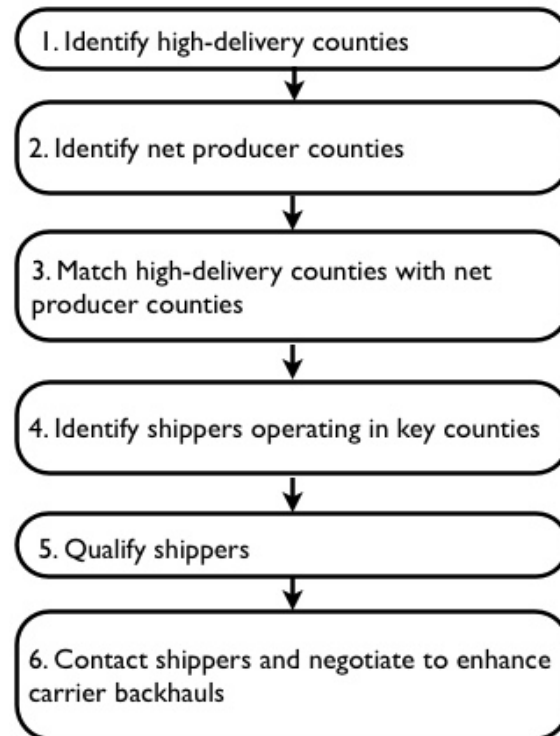 1. Identify high-delivery counties
2. Identify net producer counties
3. Match high-delivery counties with net
producer counties
4. Identify shippers operating in key counties
5. Qualify shippers
6. Contact shippers and negotiate to enhance
carrier backhauls